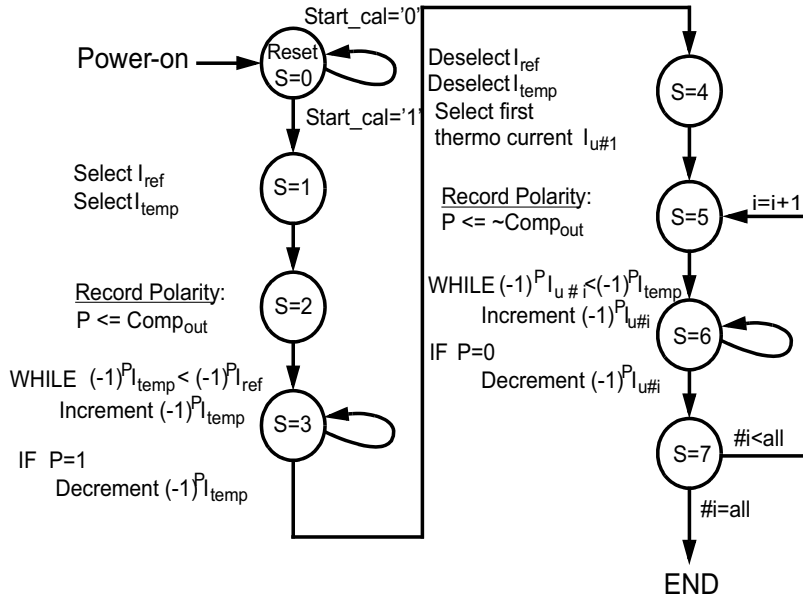 Start_cal='0'
Power-on
Reset
S=0
Start_cal='1'
Select I_ref
Select I_temp
S=1
Record Polarity:
P <= Comp_out
S=2
WHILE (-1)^P I_temp < (-1)^P I_ref
Increment (-1)^P I_temp
S=3
IF P=1
Decrement (-1)^P I_temp
Deselect I_ref
Deselect I_temp
Select first
thermo current I_u#1
S=4
Record Polarity:
P <= ~Comp_out
S=5
i=i+1
WHILE (-1)^P I_u#i < (-1)^P I_temp
Increment (-1)^P I_u#i
S=6
IF P=0
Decrement (-1)^P I_u#i
S=7
#i<all
#i=all
END